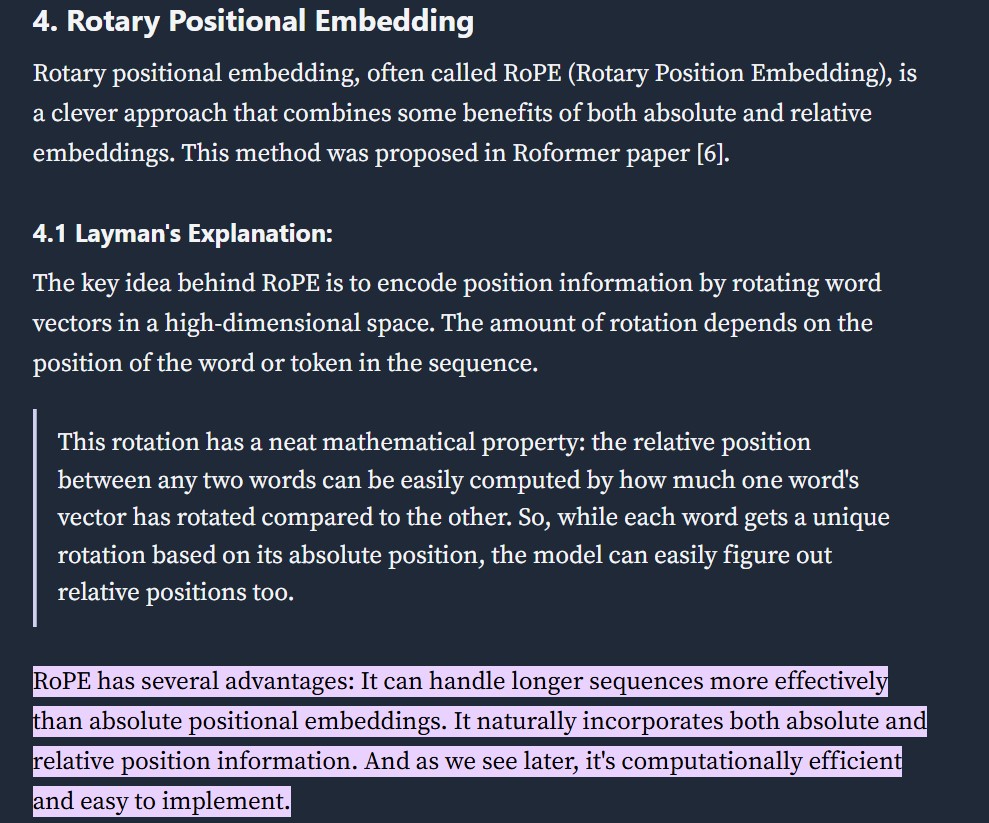 4. Rotary Positional Embedding
Rotary positional embedding, often called RoPE (Rotary Position Embedding), is
a clever approach that combines some benefits of both absolute and relative
embeddings. This method was proposed in Roformer paper [6].
4.1 Layman's Explanation:
The key idea behind RoPE is to encode position information by rotating word
vectors in a high-dimensional space. The amount of rotation depends on the
position of the word or token in the sequence.
This rotation has a neat mathematical property: the relative position
between any two words can be easily computed by how much one word's
vector has rotated compared to the other. So, while each word gets a unique
rotation based on its absolute position, the model can easily figure out
relative positions too.
RoPE has several advantages: It can handle longer sequences more effectively
than absolute positional embeddings. It naturally incorporates both absolute and
relative position information. And as we see later, it's computationally efficient
and easy to implement.